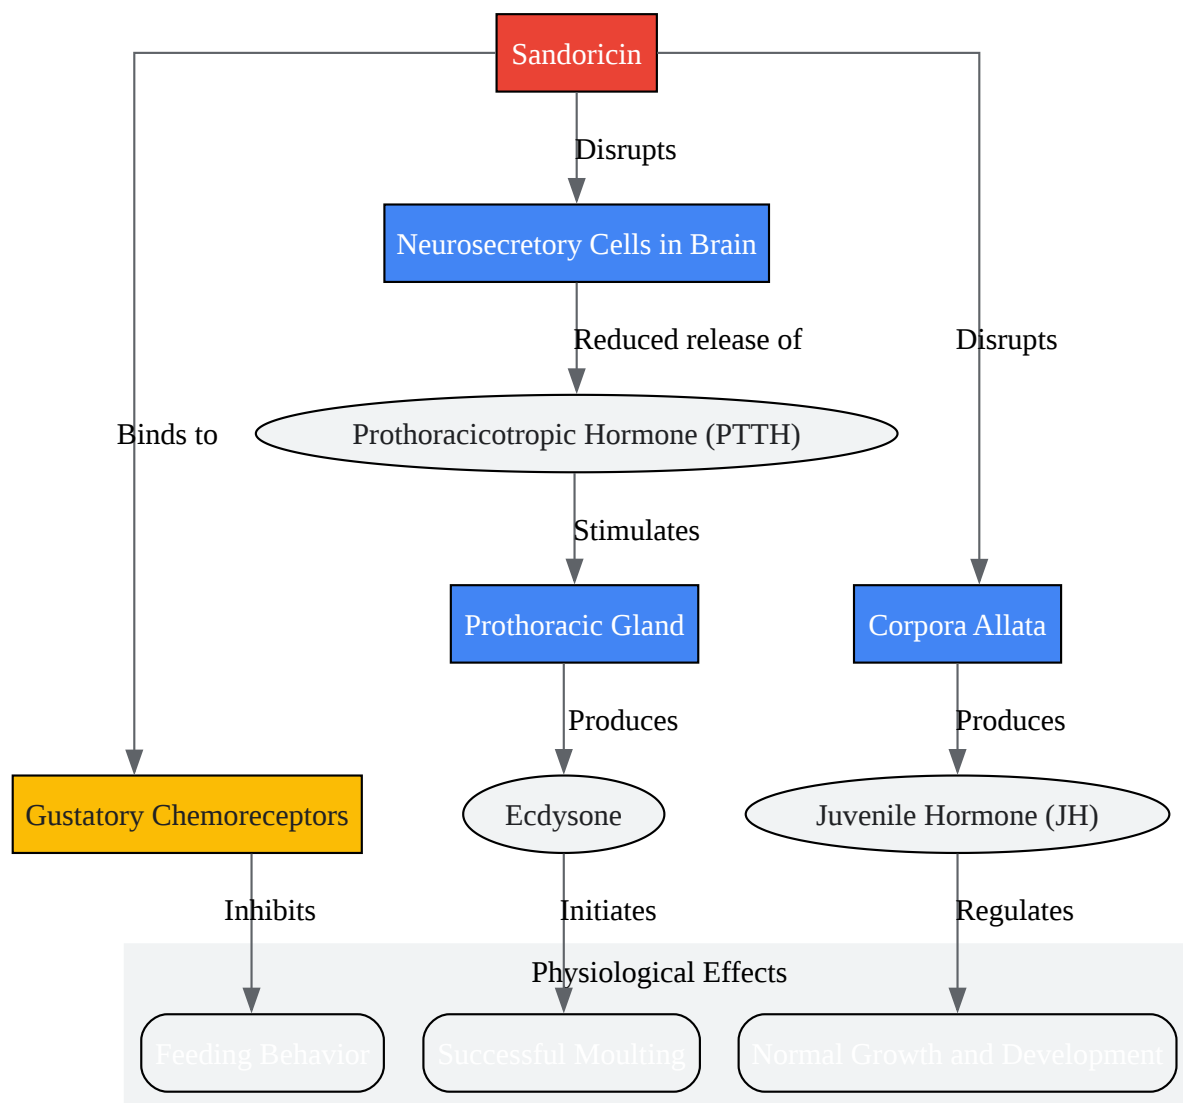 Sandoricin
Disrupts
Neurosecretory Cells in Brain
Reduced release of
Disrupts
Binds to
Prothoracicotropic Hormone (PTTH)
Stimulates
Prothoracic Gland
Corpora Allata
Produces
Produces
Gustatory Chemoreceptors
Ecdysone
Juvenile Hormone (JH)
Inhibits
Initiates
Regulates
Physiological Effects
Feeding Behavior
Successful Moulting
Normal Growth and Development